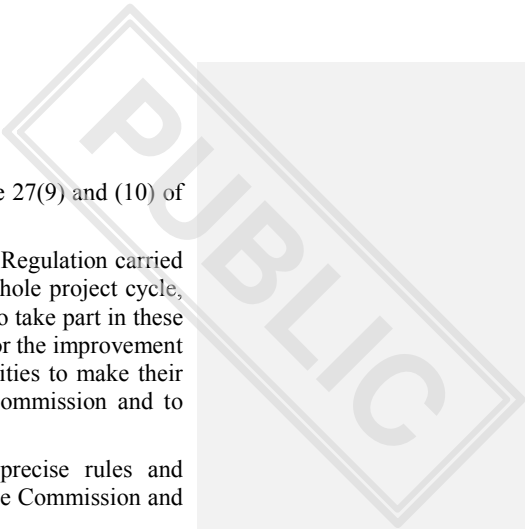 e 27(9) and (10) of
Regulation carried
hole project cycle,
o take part in these
or the improvement
ities to make their
ommission and to
precise rules and
e Commission and
PUBLIC